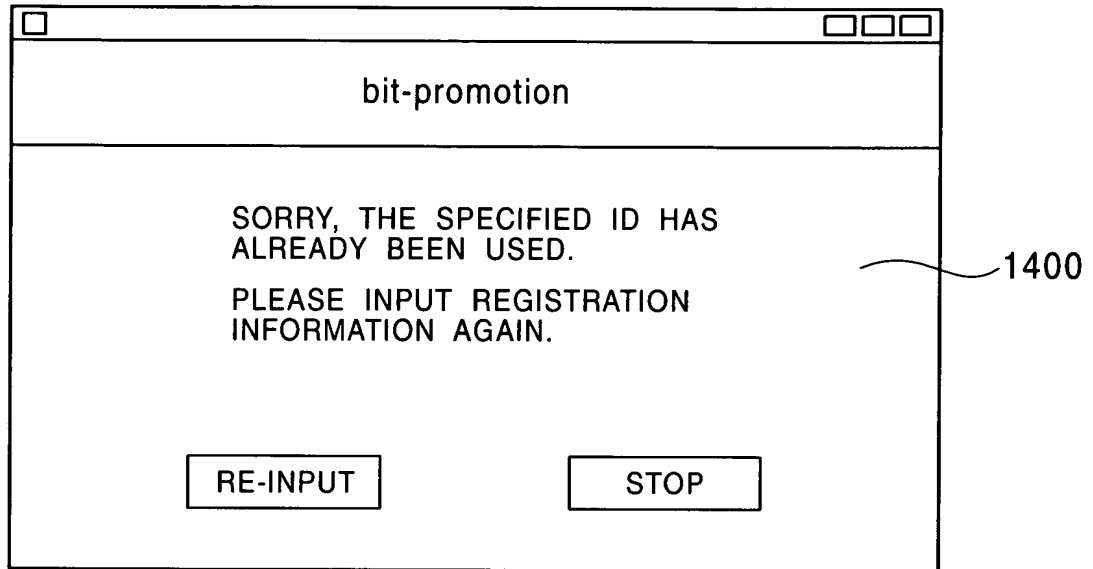 bit-promotion
SORRY, THE SPECIFIED ID HAS
ALREADY BEEN USED.
1400
PLEASE INPUT REGISTRATION
INFORMATION AGAIN.
RE-INPUT
STOP